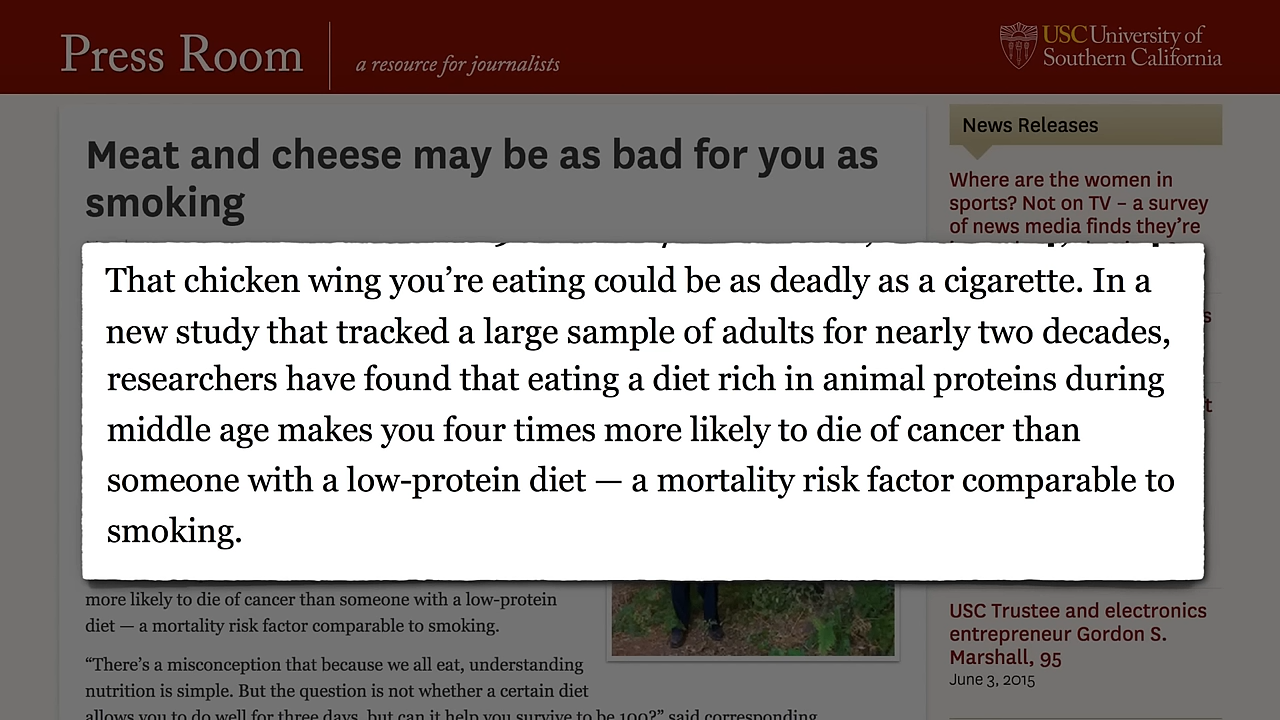 Press Room
a resource for journalists
USC University of
Southern California
Meat and cheese may be as bad for you as
smoking
That chicken wing you’re eating could be as deadly as a cigarette. In a
new study that tracked a large sample of adults for nearly two decades,
researchers have found that eating a diet rich in animal proteins during
middle age makes you four times more likely to die of cancer than
someone with a low-protein diet — a mortality risk factor comparable to
smoking.
more likely to die of cancer than someone with a low-protein
diet — a mortality risk factor comparable to smoking.
“There’s a misconception that because we all eat, understanding
nutrition is simple. But the question is not whether a certain diet
allows you to do well for three days, but can it help you survive to be 100?” said corresponding
News Releases
Where are the women in
sports? Not on TV – a survey
of news media finds they’re
USC Trustee and electronics
entrepreneur Gordon S.
Marshall, 95
June 3, 2015